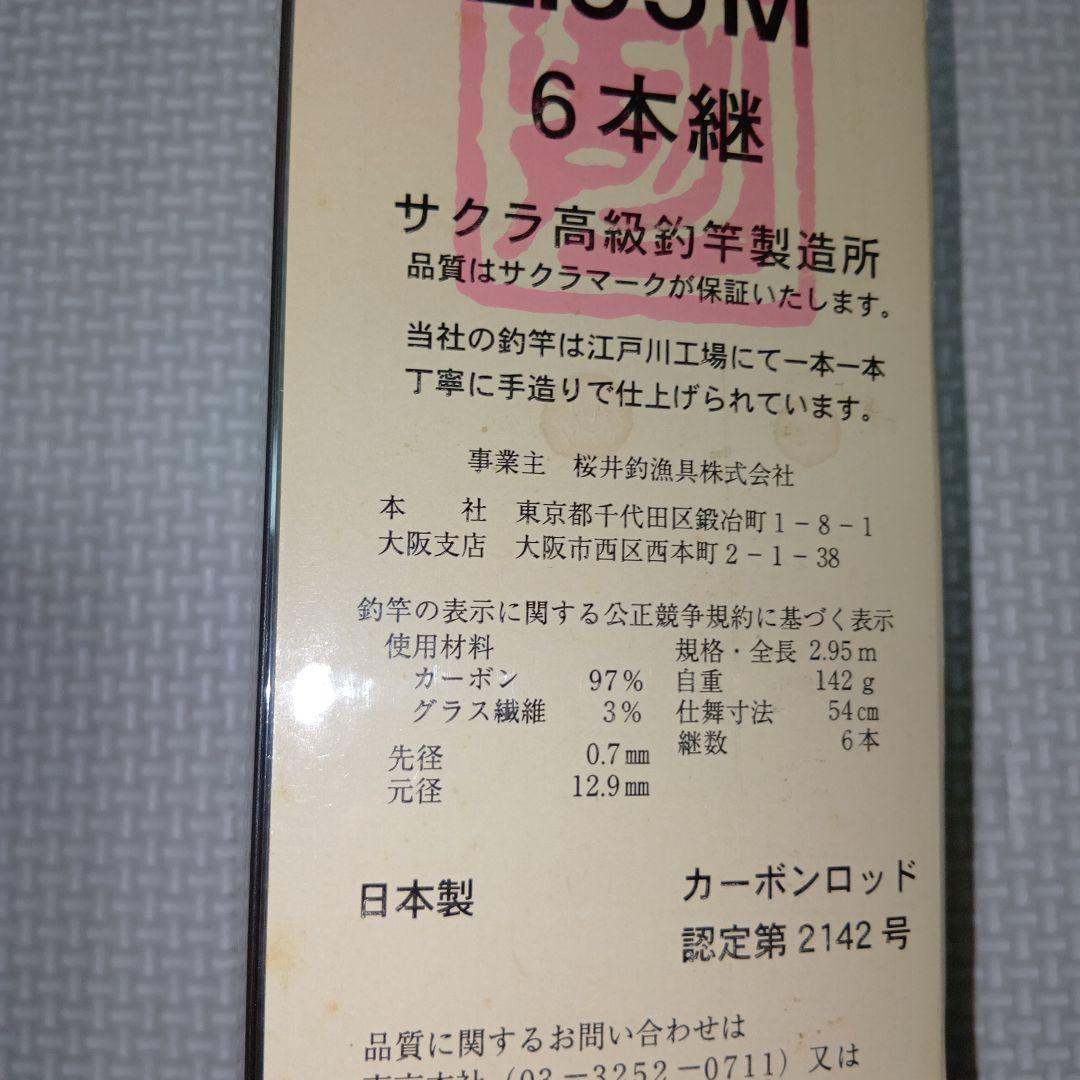 6本継
サクラ高級釣竿製造所
品質はサクラマークが保証いたします。
当社の釣竿は江戸川工場にて一本一本
丁寧に手造りで仕上げられています。
事業主 桜井釣漁具株式会社
本 社 東京都千代田区鍛冶町1-8-1
大阪支店 大阪市西区西本町2-1-38
釣竿の表示に関する公正競争規約に基づく表示
使用材料 規格・全長 2.95m
カーボン 97% 自重 142g
グラス繊維 3% 仕舞寸法 54cm
継数 6本
先径 0.7mm
元径 12.9mm
日本製 カーボンロッド
認定第2142号
品質に関するお問い合わせは
(03-3252-0711)又は